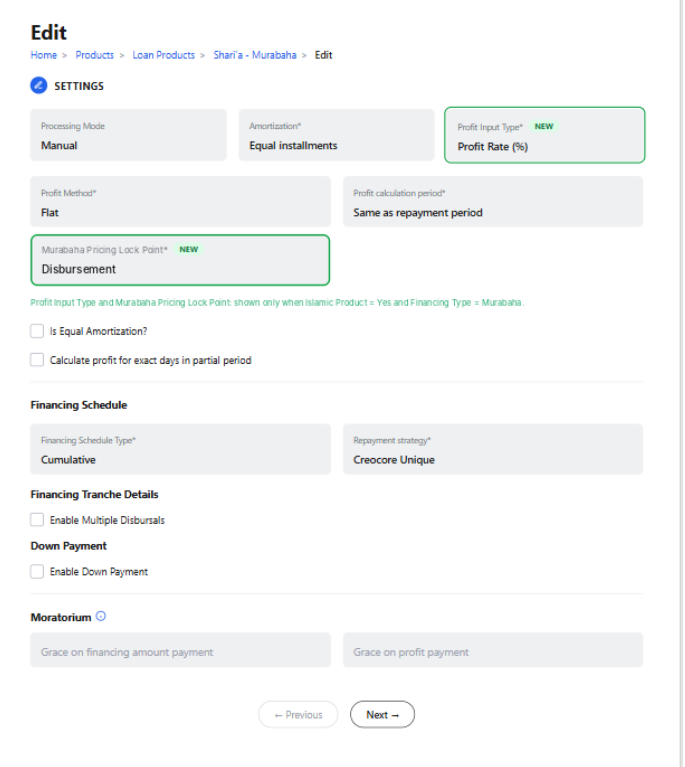 Edit
Home > Products > Loan Products > Shari'a - Murabaha > Edit
SETTINGS
Processing Mode
Manual
Amortization*
Equal installments
Profit Input Type* NEW
Profit Rate (%)
Profit Method*
Flat
Profit calculation period*
Same as repayment period
Murabaha Pricing Lock Point* NEW
Disbursement
Profit Input Type and Murabaha Pricing Lock Point: shown only when Islamic Product = Yes and Financing Type = Murabaha.
Is Equal Amortization?
Calculate profit for exact days in partial period
Financing Schedule
Financing Schedule Type*
Cumulative
Repayment strategy*
Creocore Unique
Financing Tranche Details
Enable Multiple Disbursals
Down Payment
Enable Down Payment
Moratorium
Grace on financing amount payment
Grace on profit payment
← Previous
Next →